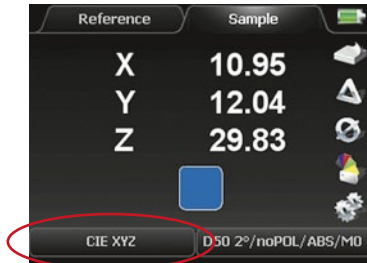 Reference Sample
X 10.95
Y 12.04
Z 29.83
CIE XYZ D50 2°/noPOL/ABS/M0